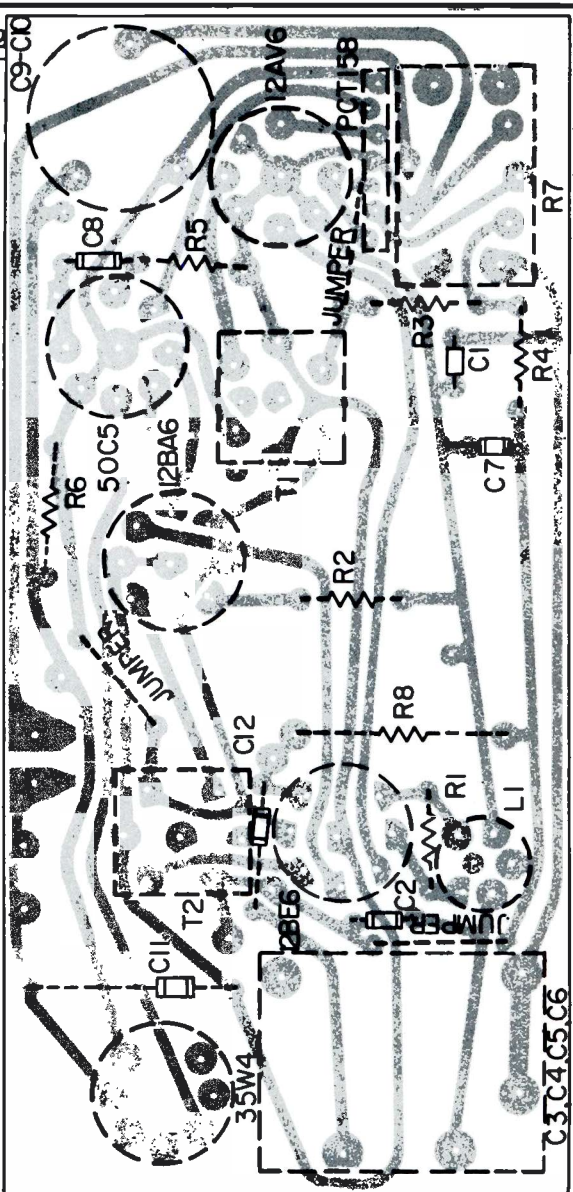 C9-C10
12AV6
PCT158
R7
C8
R5
JUMPER
R3
C1
R4
C7
50C5
12BA6
R6
T1
R2
JUMPER
C12
R8
R1
L1
T2
12BE6
C2
JUMPER
C11
35W4
C3,C4,C5,C6